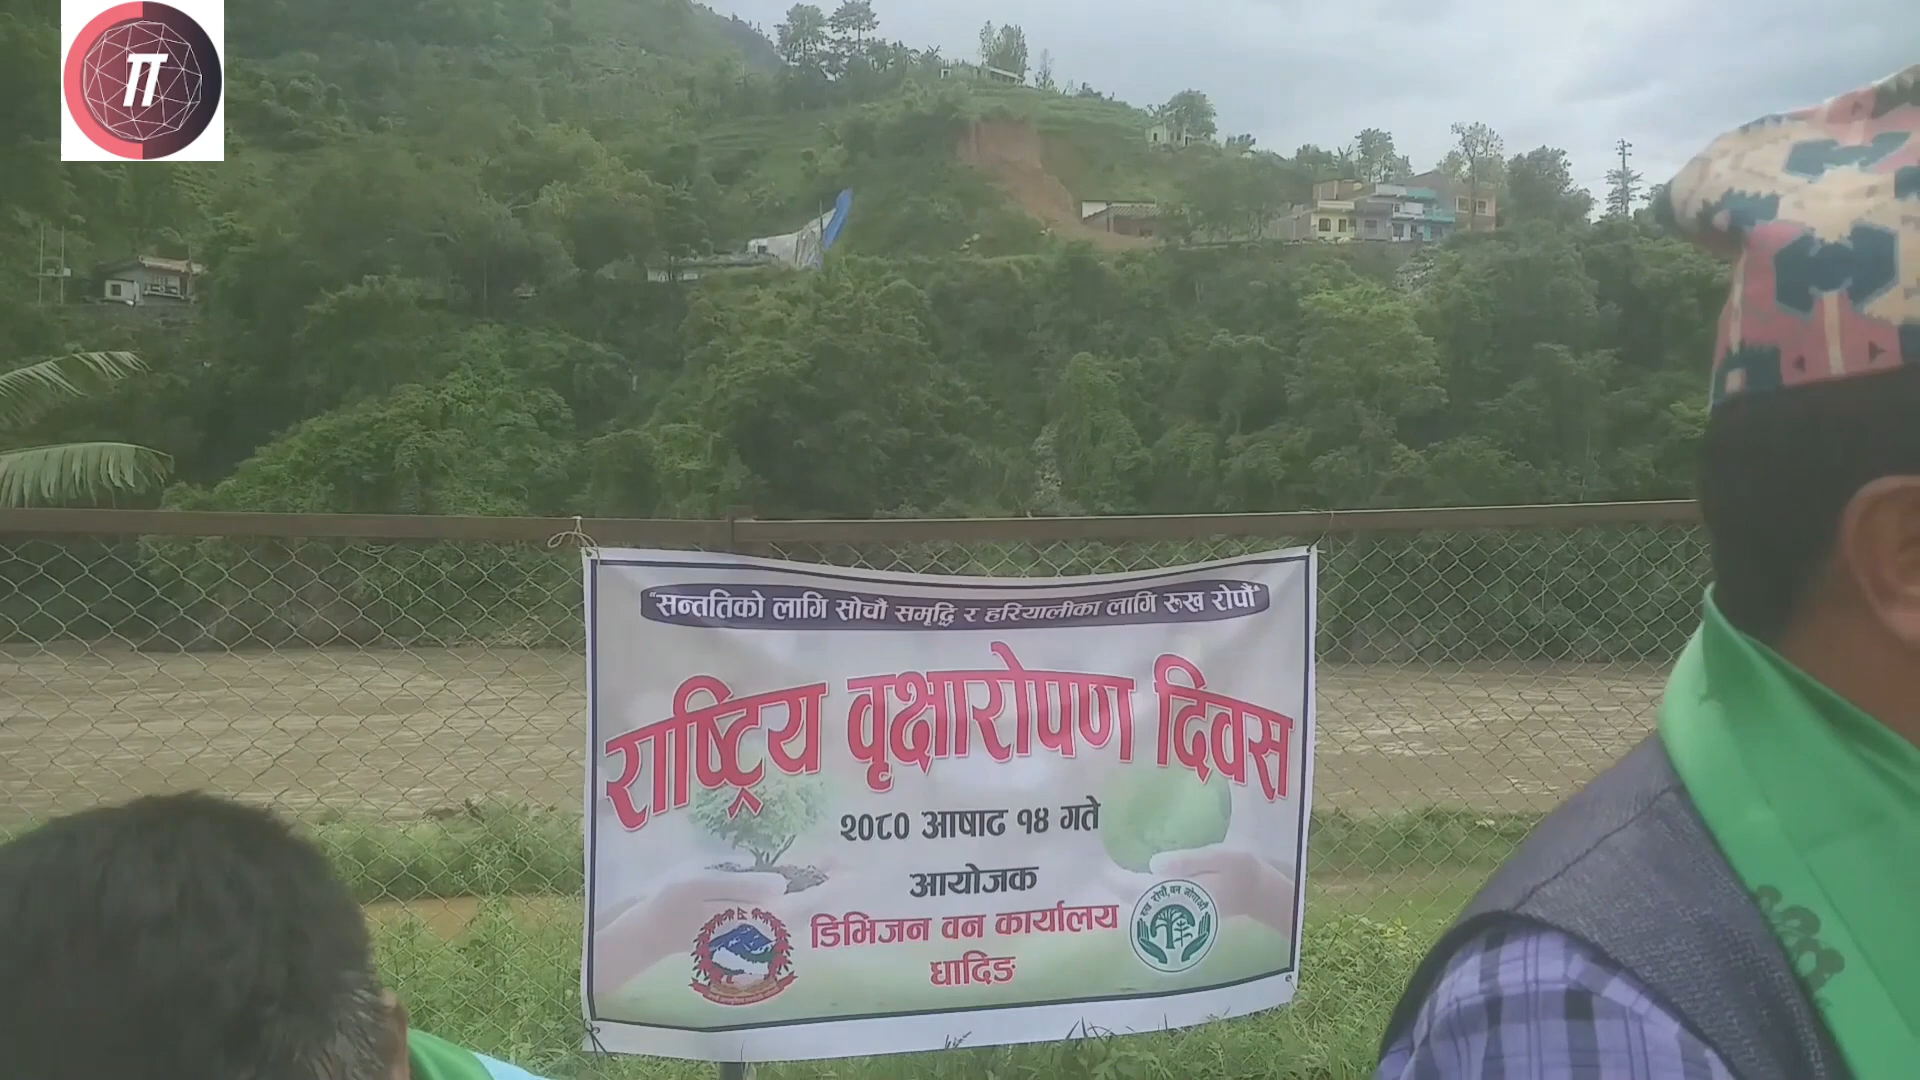 "सन्ततिको लागि सोचौं समृद्धि र हरियालीका लागि रूख रोपौं"
राष्ट्रिय वृक्षारोपण दिवस
२०८० आषाढ १४ गते
आयोजक
डिभिजन वन कार्यालय
धादिङ